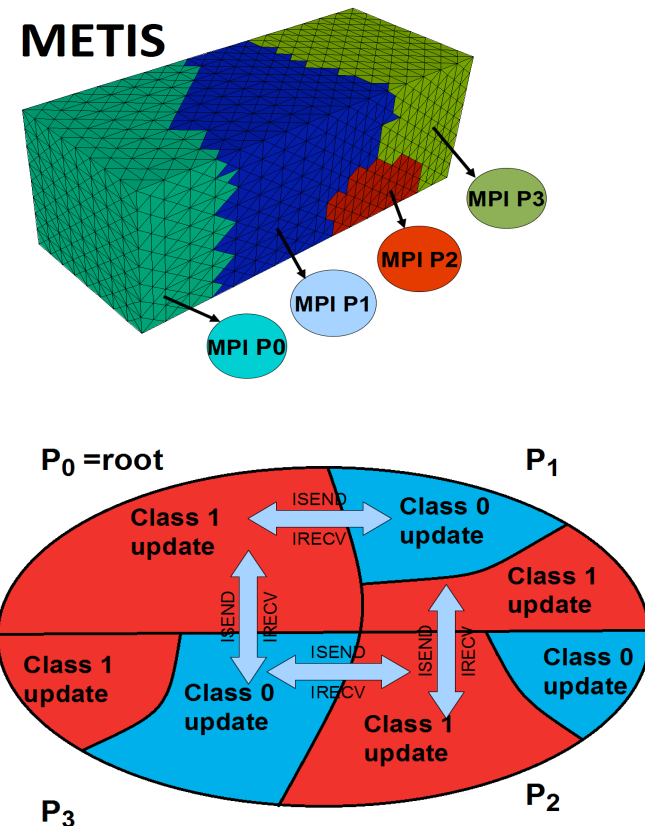 METIS
MPI P3
MPI P2
MPI P1
MPI P0
P0 =root
P1
ISEND
IRECV
Class 1
update
Class 0
update
Class 1
update
ISEND
IRECV
ISEND
IRECV
ISEND
IRECV
Class 1
update
Class 0
update
Class 1
update
Class 0
update
P3
P2